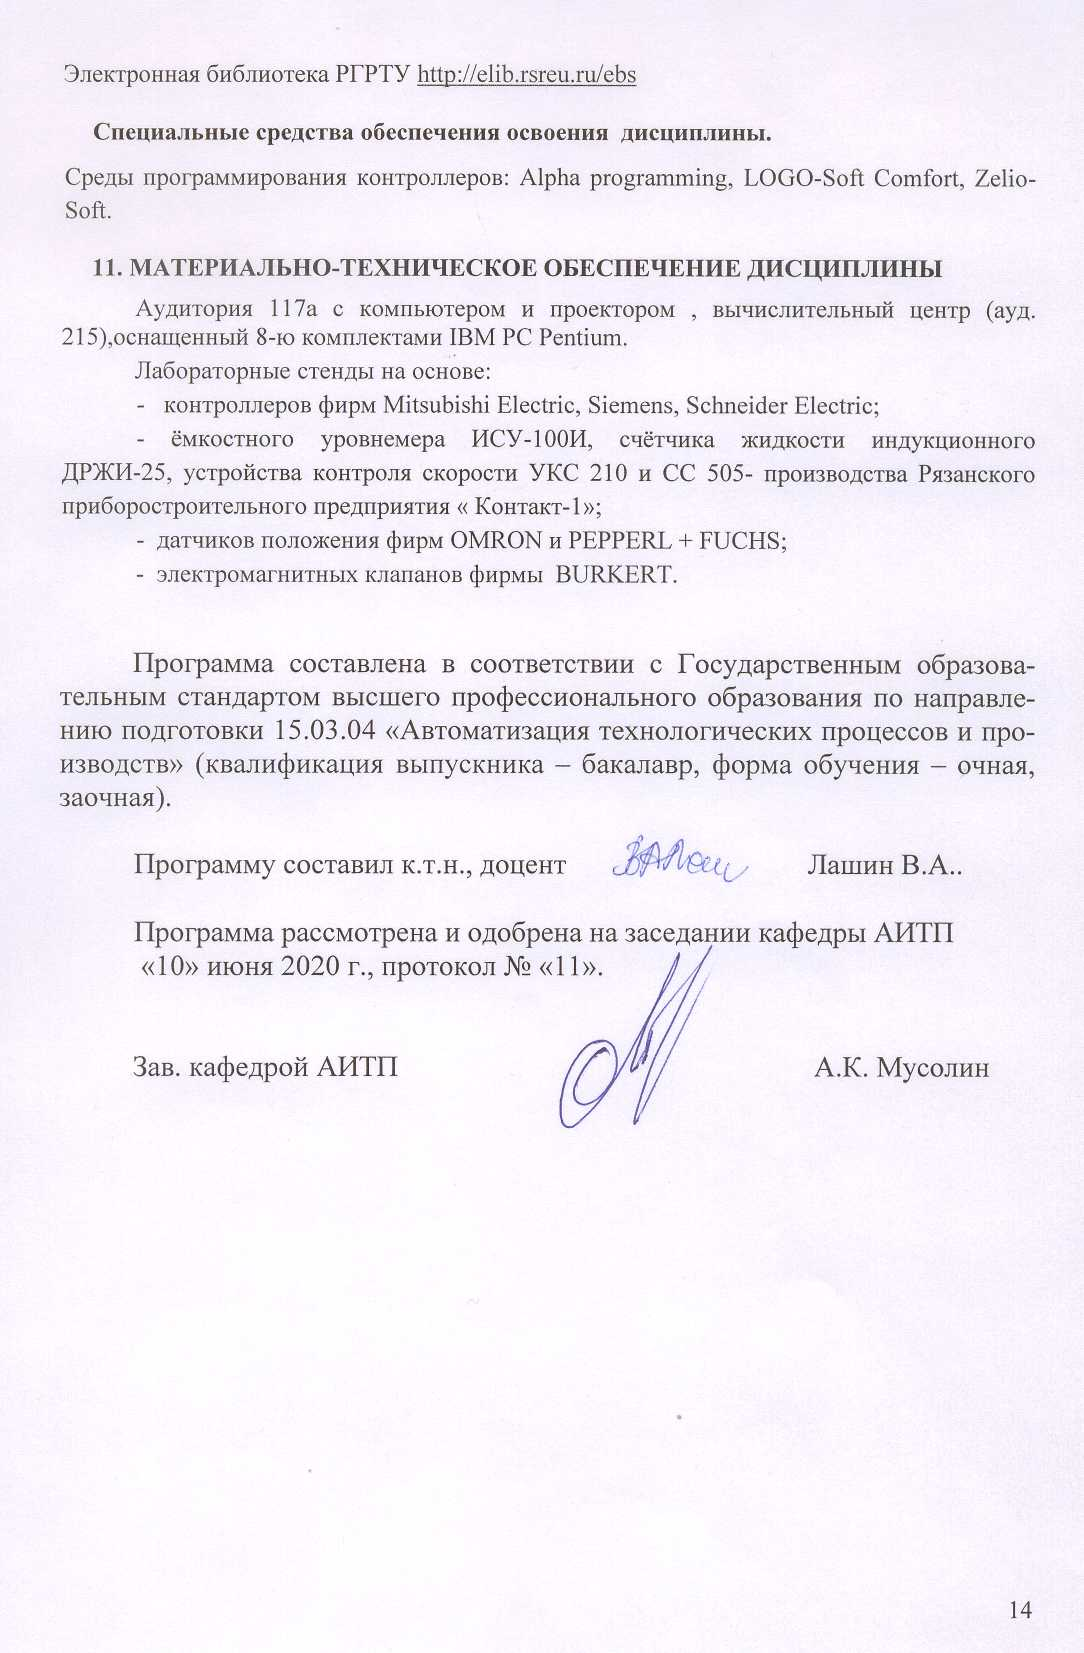 Электронная библиотека РГРТУ http://elib.rsreu.ru/ebs
Специальные средства обеспечения освоения дисциплины.
Среды программирования контроллеров: Alpha programming, LOGO-Soft Comfort, Zelio-
Soft.
11. МАТЕРИАЛЬНО-ТЕХНИЧЕСКОЕ ОБЕСПЕЧЕНИЕ ДИСЦИПЛИНЫ
Аудитория 117а с компьютером и проектором , вычислительный центр (ауд.
215),оснащенный 8-ю комплектами IBM PC Pentium.
Лабораторные стенды на основе:
- контроллеров фирм Mitsubishi Electric, Siemens, Schneider Electric;
- ёмкостного уровнемера ИСУ-100И, счётчика жидкости индукционного
ДРЖИ-25, устройства контроля скорости УКС 210 и СС 505- производства Рязанского
приборостроительного предприятия « Контакт-1»;
- датчиков положения фирм OMRON и PEPPERL + FUCHS;
- электромагнитных клапанов фирмы BURKERT.
Программа составлена в соответствии с Государственным образова-
тельным стандартом высшего профессионального образования по направле-
нию подготовки 15.03.04 «Автоматизация технологических процессов и про-
изводств» (квалификация выпускника – бакалавр, форма обучения – очная,
заочная).
Программу составил к.т.н., доцент Лашин В.А..
Программа рассмотрена и одобрена на заседании кафедры АИТП
«10» июня 2020 г., протокол № «11».
Зав. кафедрой АИТП А.К. Мусолин
14